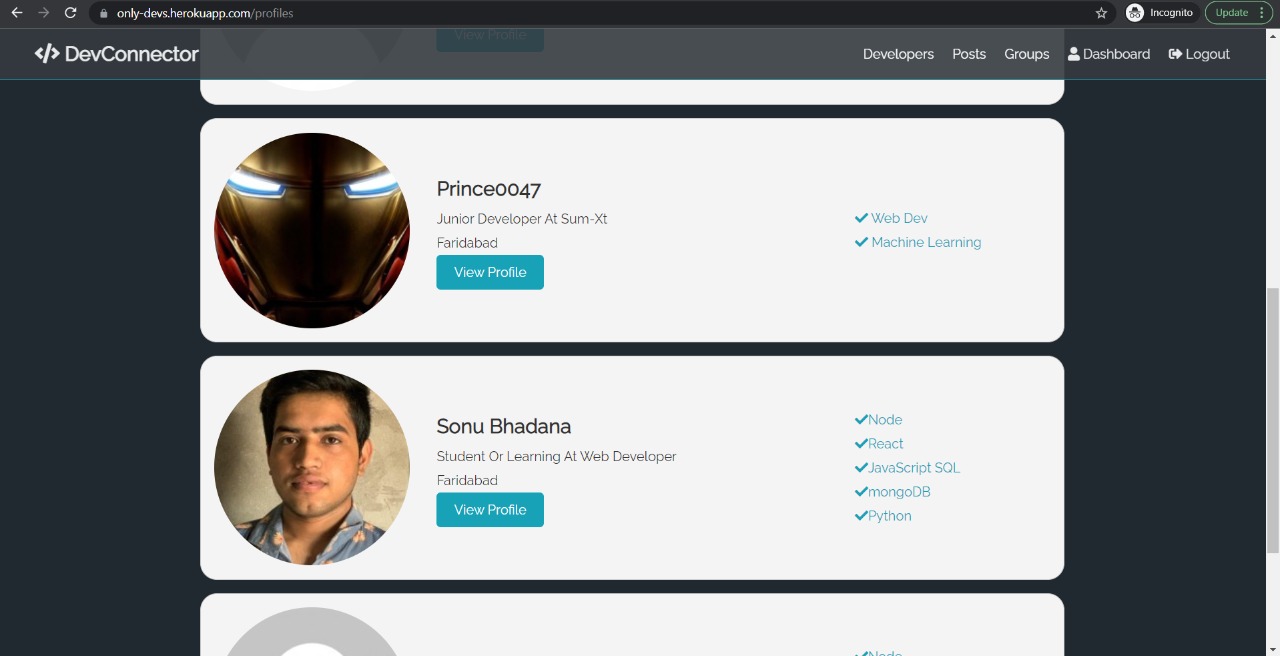 only-devs.herokuapp.com/profiles
Incognito
Update
DevConnector
Developers
Posts
Groups
Dashboard
Logout
View Profile
Prince0047
Junior Developer At Sum-Xt
Faridabad
View Profile
Web Dev
Machine Learning
Sonu Bhadana
Student Or Learning At Web Developer
Faridabad
View Profile
Node
React
JavaScript SQL
mongoDB
Python
Node